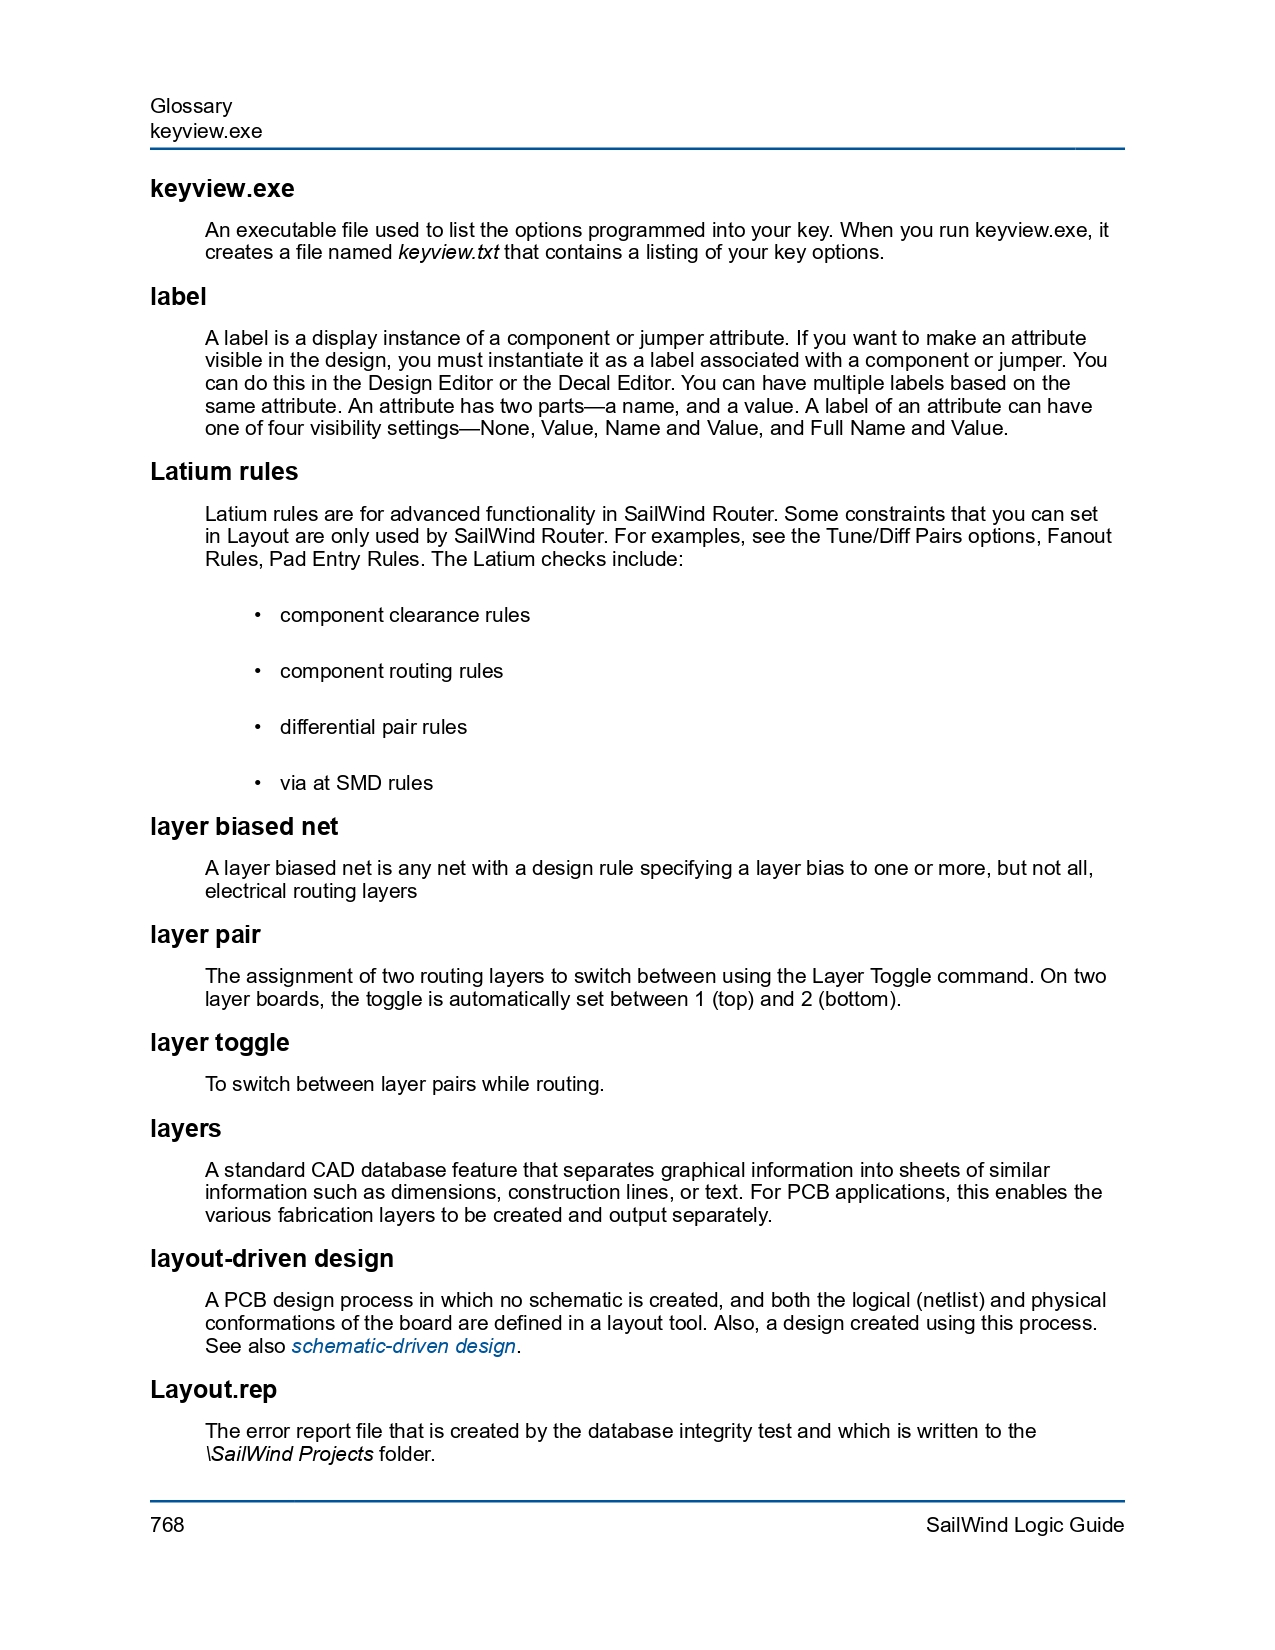 Glossary
keyview.exe
keyview.exe
An executable file used to list the options programmed into your key. When you run keyview.exe, it
creates a file named keyview.txt that contains a listing of your key options.
label
A label is a display instance of a component or jumper attribute. If you want to make an attribute
visible in the design, you must instantiate it as a label associated with a component or jumper. You
can do this in the Design Editor or the Decal Editor. You can have multiple labels based on the
same attribute. An attribute has two parts—a name, and a value. A label of an attribute can have
one of four visibility settings—None, Value, Name and Value, and Full Name and Value.
Latium rules
Latium rules are for advanced functionality in SailWind Router. Some constraints that you can set
in Layout are only used by SailWind Router. For examples, see the Tune/Diff Pairs options, Fanout
Rules, Pad Entry Rules. The Latium checks include:
• component clearance rules
• component routing rules
• differential pair rules
• via at SMD rules
layer biased net
A layer biased net is any net with a design rule specifying a layer bias to one or more, but not all,
electrical routing layers
layer pair
The assignment of two routing layers to switch between using the Layer Toggle command. On two
layer boards, the toggle is automatically set between 1 (top) and 2 (bottom).
layer toggle
To switch between layer pairs while routing.
layers
A standard CAD database feature that separates graphical information into sheets of similar
information such as dimensions, construction lines, or text. For PCB applications, this enables the
various fabrication layers to be created and output separately.
layout-driven design
A PCB design process in which no schematic is created, and both the logical (netlist) and physical
conformations of the board are defined in a layout tool. Also, a design created using this process.
See also schematic-driven design.
Layout.rep
The error report file that is created by the database integrity test and which is written to the
\SailWind Projects folder.
768
SailWind Logic Guide